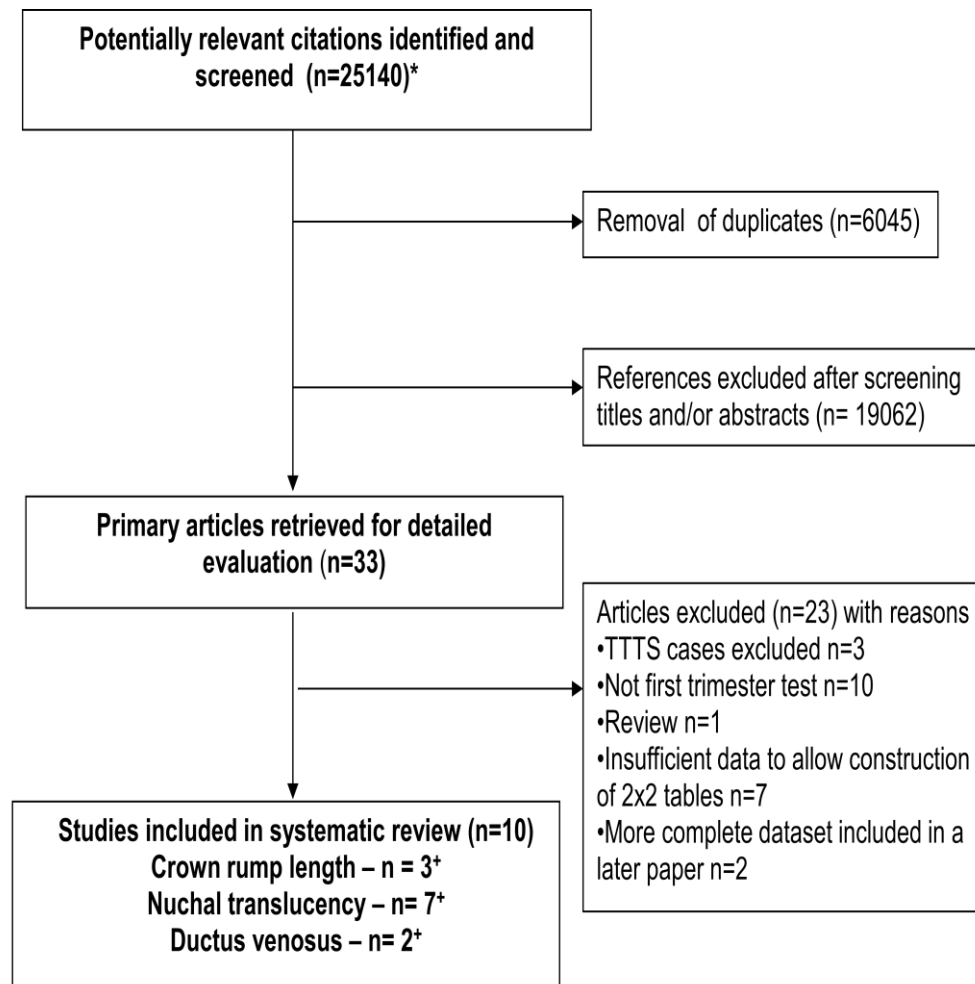 Potentially relevant citations identified and
screened (n=25140)*
Removal of duplicates (n=6045)
References excluded after screening
titles and/or abstracts (n= 19062)
Primary articles retrieved for detailed
evaluation (n=33)
Articles excluded (n=23) with reasons
•TTTS cases excluded n=3
•Not first trimester test n=10
•Review n=1
•Insufficient data to allow construction
of 2x2 tables n=7
•More complete dataset included in a
later paper n=2
Studies included in systematic review (n=10)
Crown rump length – n = 3⁺
Nuchal translucency – n= 7⁺
Ductus venosus – n= 2⁺